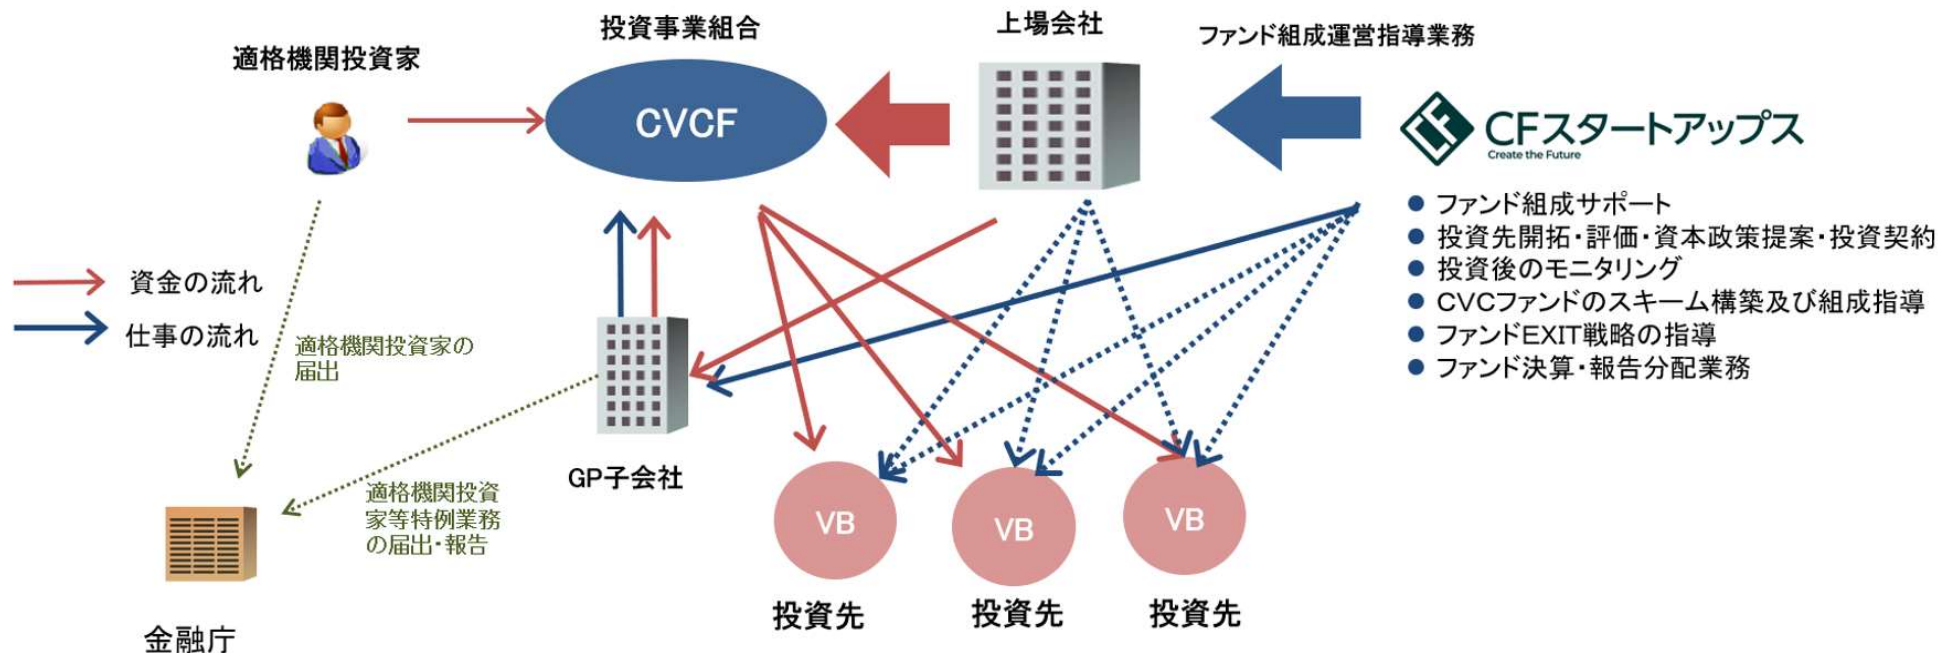 適格機関投資家
投資事業組合
上場会社
ファンド組成運営指導業務
CVCF
CF
CFスタートアップス
Create the Future
● ファンド組成サポート
● 投資先開拓・評価・資本政策提案・投資契約
● 投資後のモニタリング
● CVCファンドのスキーム構築及び組成指導
● ファンドEXIT戦略の指導
● ファンド決算・報告分配業務
資金の流れ
仕事の流れ
適格機関投資家の
届出
GP子会社
適格機関投資
家等特例業務
の届出・報告
VB
VB
VB
投資先
投資先
投資先
金融庁